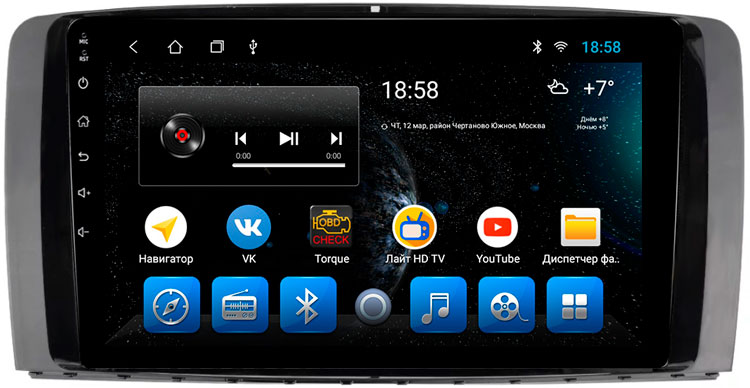 MIC
RST
18:58
18:58
+7°
ЧТ, 12 мар, район Чертаново Южное, Москва
Днём +8°
Ночью +5°
0:00
0:00
OBD
CHECK
Навигатор
VK
Torque
Лайт HD TV
YouTube
Диспетчер фа..